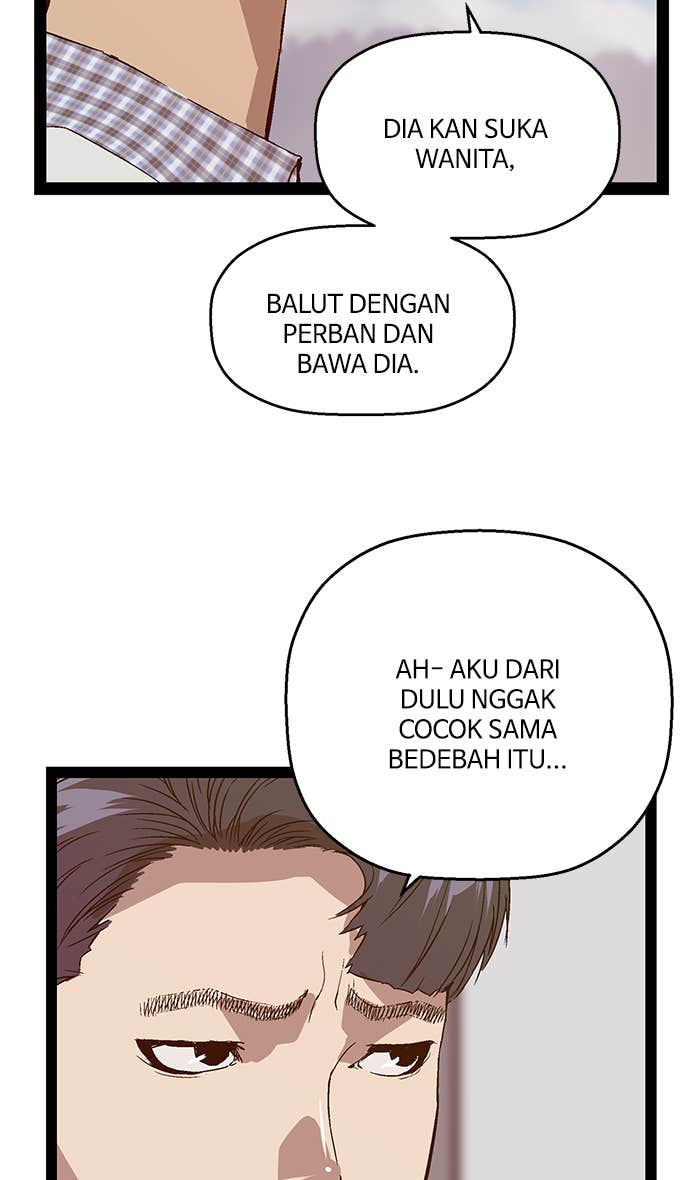 DIA KAN SUKA
WANITA,
BALUT DENGAN
PERBAN DAN
BAWA DIA.
AH- AKU DARI
DULU NGGAK
COCOK SAMA
BEDEBAH ITU...